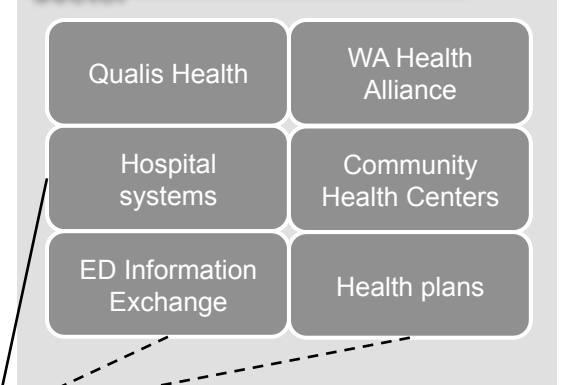 Qualis Health
WA Health
Alliance
Hospital
systems
Community
Health Centers
ED Information
Exchange
Health plans